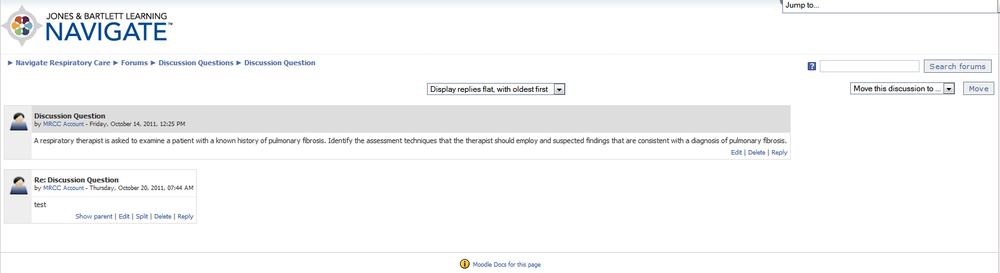 Jump to...
JONES & BARTLETT LEARNING
NAVIGATE™
► Navigate Respiratory Care ► Forums ► Discussion Questions ► Discussion Question
? Search forums
Display replies flat, with oldest first
Move this discussion to ... Move
Discussion Question
by MRCC Account - Friday, October 14, 2011, 12:25 PM
A respiratory therapist is asked to examine a patient with a known history of pulmonary fibrosis. Identify the assessment techniques that the therapist should employ and suspected findings that are consistent with a diagnosis of pulmonary fibrosis.
Edit | Delete | Reply
Re: Discussion Question
by MRCC Account - Thursday, October 20, 2011, 07:44 AM
test
Show parent | Edit | Split | Delete | Reply
Moodle Docs for this page